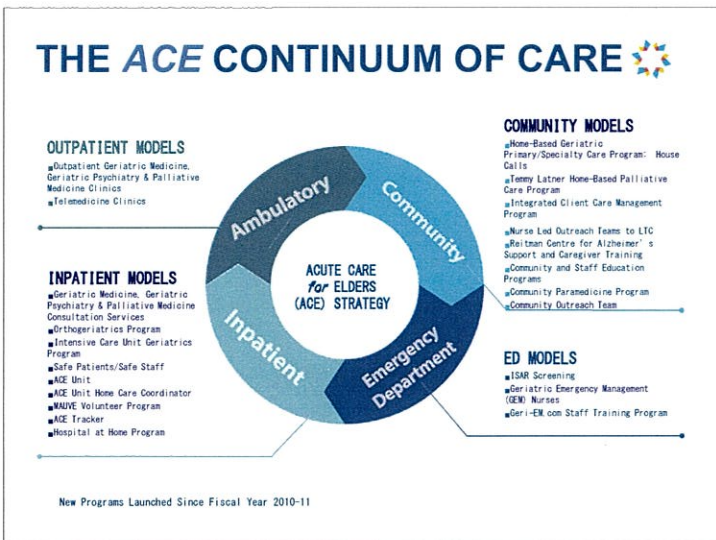 THE ACE CONTINUUM OF CARE
OUTPATIENT MODELS
■Outpatient Geriatric Medicine,
Geriatric Psychiatry & Palliative
Medicine Clinics
■Telemedicine Clinics
INPATIENT MODELS
■Geriatric Medicine, Geriatric
Psychiatry & Palliative Medicine
Consultation Services
■Orthogeriatrics Program
■Intensive Care Unit Geriatrics
Program
■Safe Patients/Safe Staff
■ACE Unit
■ACE Unit Home Care Coordinator
■MAUVE Volunteer Program
■ACE Tracker
■Hospital at Home Program
Ambulatory
Community
Inpatient
Emergency
Department
ACUTE CARE
for ELDERS
(ACE) STRATEGY
COMMUNITY MODELS
■Home-Based Geriatric
Primary/Specialty Care Program: House
Calls
■Temmy Latner Home-Based Palliative
Care Program
■Integrated Client Care Management
Program
■Nurse Led Outreach Teams to LTC
■Reitman Centre for Alzheimer's
Support and Caregiver Training
■Community and Staff Education
Programs
■Community Paramedicine Program
■Community Outreach Team
ED MODELS
■ISAR Screening
■Geriatric Emergency Management
(GEM) Nurses
■Geri-EM.com Staff Training Program
New Programs Launched Since Fiscal Year 2010-11